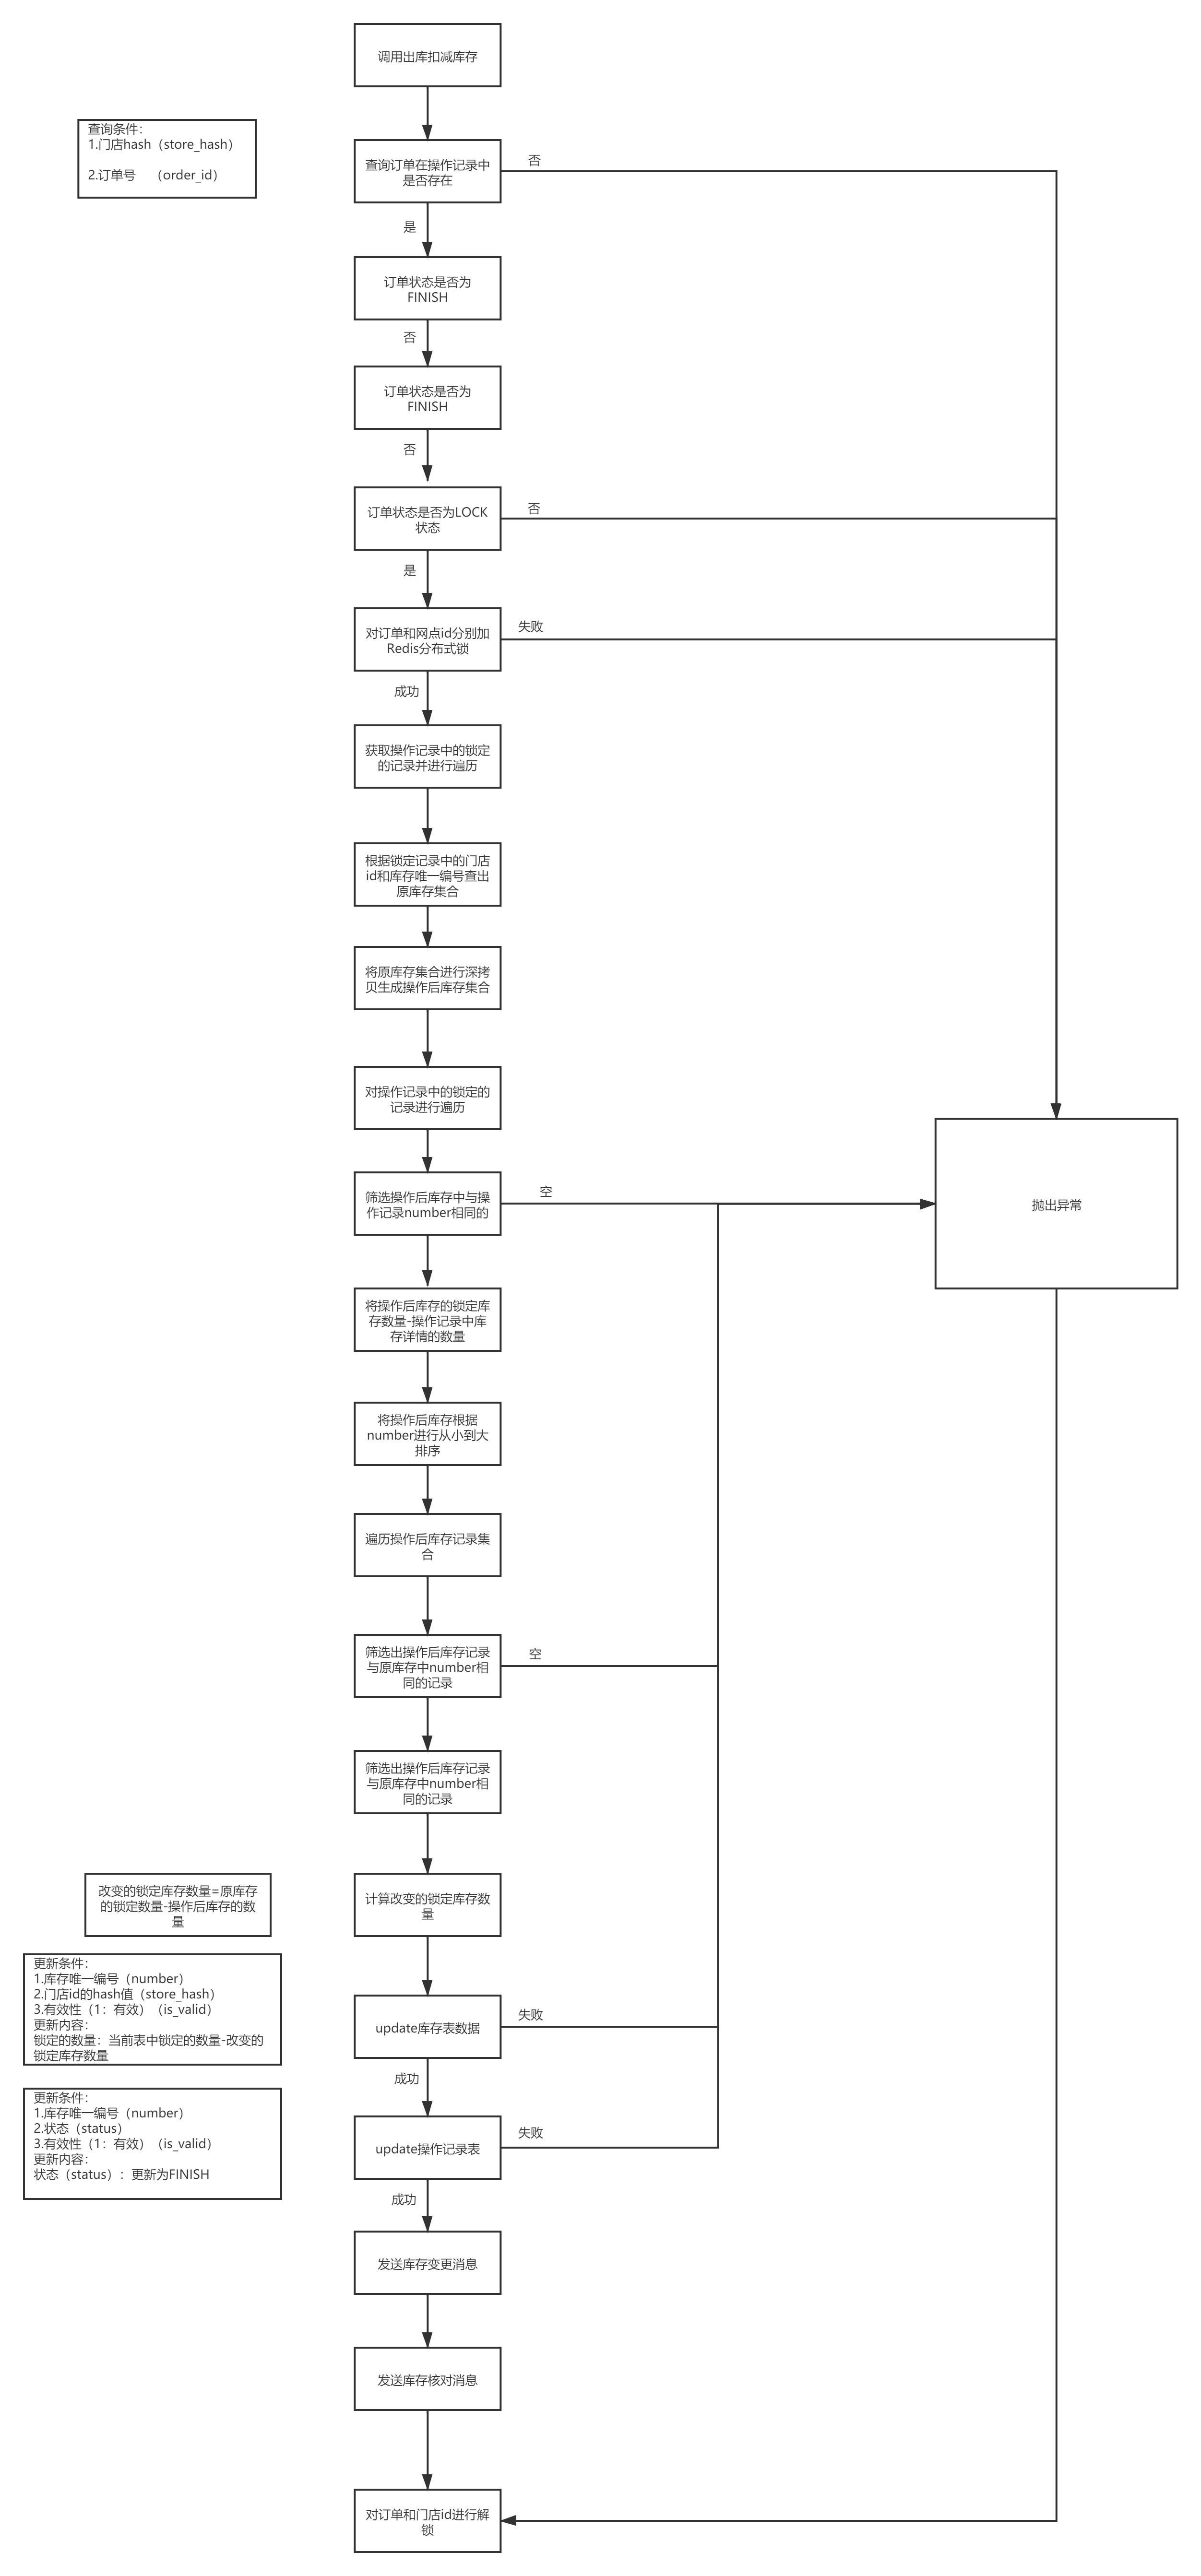 调用出库扣减库存
查询条件：
1.门店hash（store_hash）
2.订单号　（order_id）
查询订单在操作记录中
是否存在
否
是
订单状态是否为
FINISH
否
订单状态是否为
FINISH
否
订单状态是否为LOCK
状态
否
是
对订单和网点id分别加
Redis分布式锁
失败
成功
获取操作记录中的锁定
的记录并进行遍历
根据锁定记录中的门店
id和库存唯一编号查出
原库存集合
将原库存集合进行深拷
贝生成操作后库存集合
对操作记录中的锁定的
记录进行遍历
筛选操作后库存中与操
作记录number相同的
空
抛出异常
将操作后库存的锁定库
存数量-操作记录中库
存详情的数量
将操作后库存根据
number进行从小到大
排序
遍历操作后库存记录集
合
筛选出操作后库存记录
与原库存中number相
同的记录
空
筛选出操作后库存记录
与原库存中number相
同的记录
改变的锁定库存数量=原库存
的锁定数量-操作后库存的数
量
计算改变的锁定库存数
量
更新条件：
1.库存唯一编号（number）
2.门店id的hash值（store_hash）
3.有效性（1：有效）（is_valid）
更新内容：
锁定的数量：当前表中锁定的数量-改变的
锁定库存数量
update库存表数据
失败
成功
更新条件：
1.库存唯一编号（number）
2.状态（status）
3.有效性（1：有效）（is_valid）
更新内容：
状态（status）：更新为FINISH
update操作记录表
失败
成功
发送库存变更消息
发送库存核对消息
对订单和门店id进行解
锁